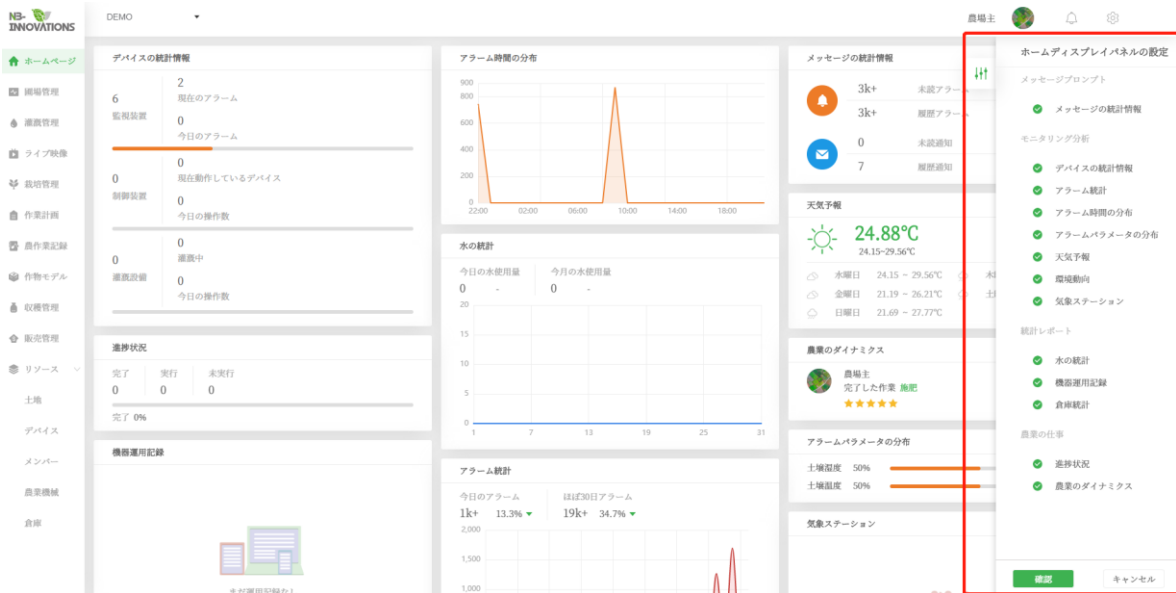 NB-
INNOVATIONS
DEMO
農場主
ホームページ
圃場管理
灌漑管理
ライブ映像
栽培管理
作業計画
農作業記録
作物モデル
収穫管理
販売管理
リソース
土地
デバイス
メンバー
農業機械
倉庫
デバイスの統計情報
6
監視装置
2
現在のアラーム
0
今日のアラーム
0
制御装置
0
現在動作しているデバイス
0
今日の操作数
0
灌漑設備
0
灌漑中
0
今日の操作数
進捗状況
完了 実行 未実行
0 0 0
完了 0%
機器運用記録
まだ運用記録なし
アラーム時間の分布
900
800
600
400
200
0
22:00 02:00 06:00 10:00 14:00 18:00
水の統計
今日の水使用量 今月の水使用量
0 - 0 -
20
15
10
5
0
1 7 13 19 25 31
アラーム統計
今日のアラーム ほぼ30日アラーム
1k+ 13.3% 19k+ 34.7%
2,000
1,500
1,000
メッセージの統計情報
3k+ 未読アラーム
3k+ 履歴アラーム
0 未読通知
7 履歴通知
天気予報
24.88℃
24.15~29.56℃
水曜日 24.15 ~ 29.56℃ 木
金曜日 21.19 ~ 26.21℃ 土
日曜日 21.69 ~ 27.77℃
農業のダイナミクス
農場主
完了した作業 施肥
アラームパラメータの分布
土壌湿度 50%
土壌温度 50%
気象ステーション
ホームディスプレイパネルの設定
メッセージプロンプト
メッセージの統計情報
モニタリング分析
デバイスの統計情報
アラーム統計
アラーム時間の分布
アラームパラメータの分布
天気予報
環境動向
気象ステーション
統計レポート
水の統計
機器運用記録
倉庫統計
農業の仕事
進捗状況
農業のダイナミクス
確認 キャンセル